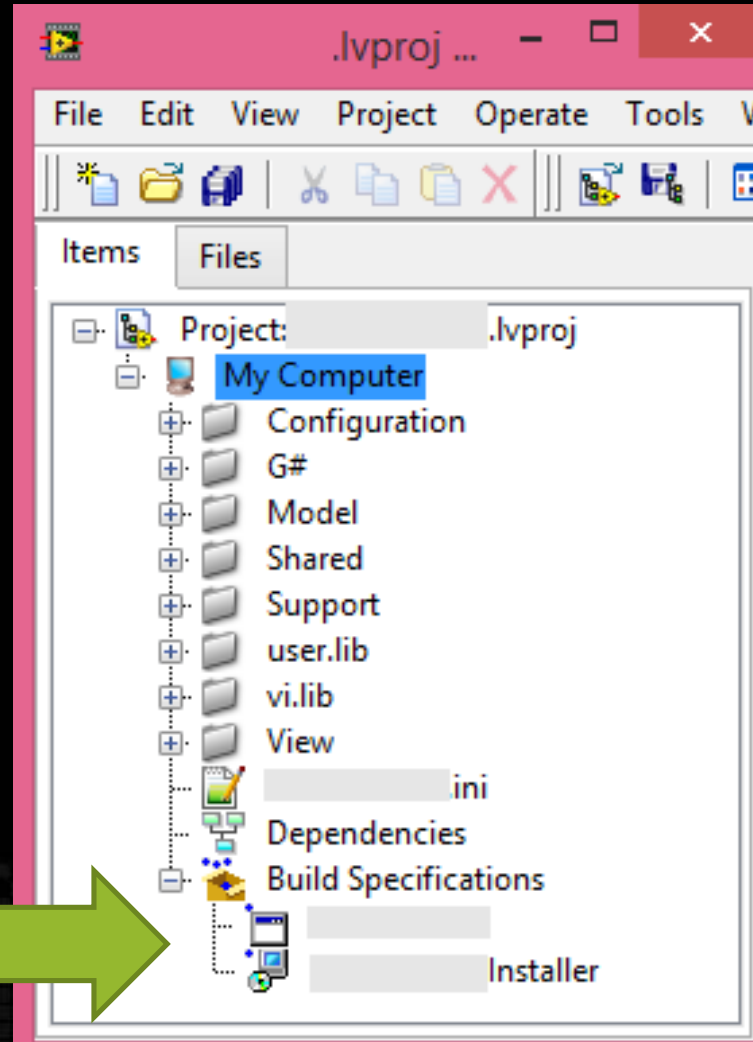 .lvproj ...
File Edit View Project Operate Tools
Items Files
Project: .lvproj
My Computer
Configuration
G#
Model
Shared
Support
user.lib
vi.lib
View
.ini
Dependencies
Build Specifications
Installer